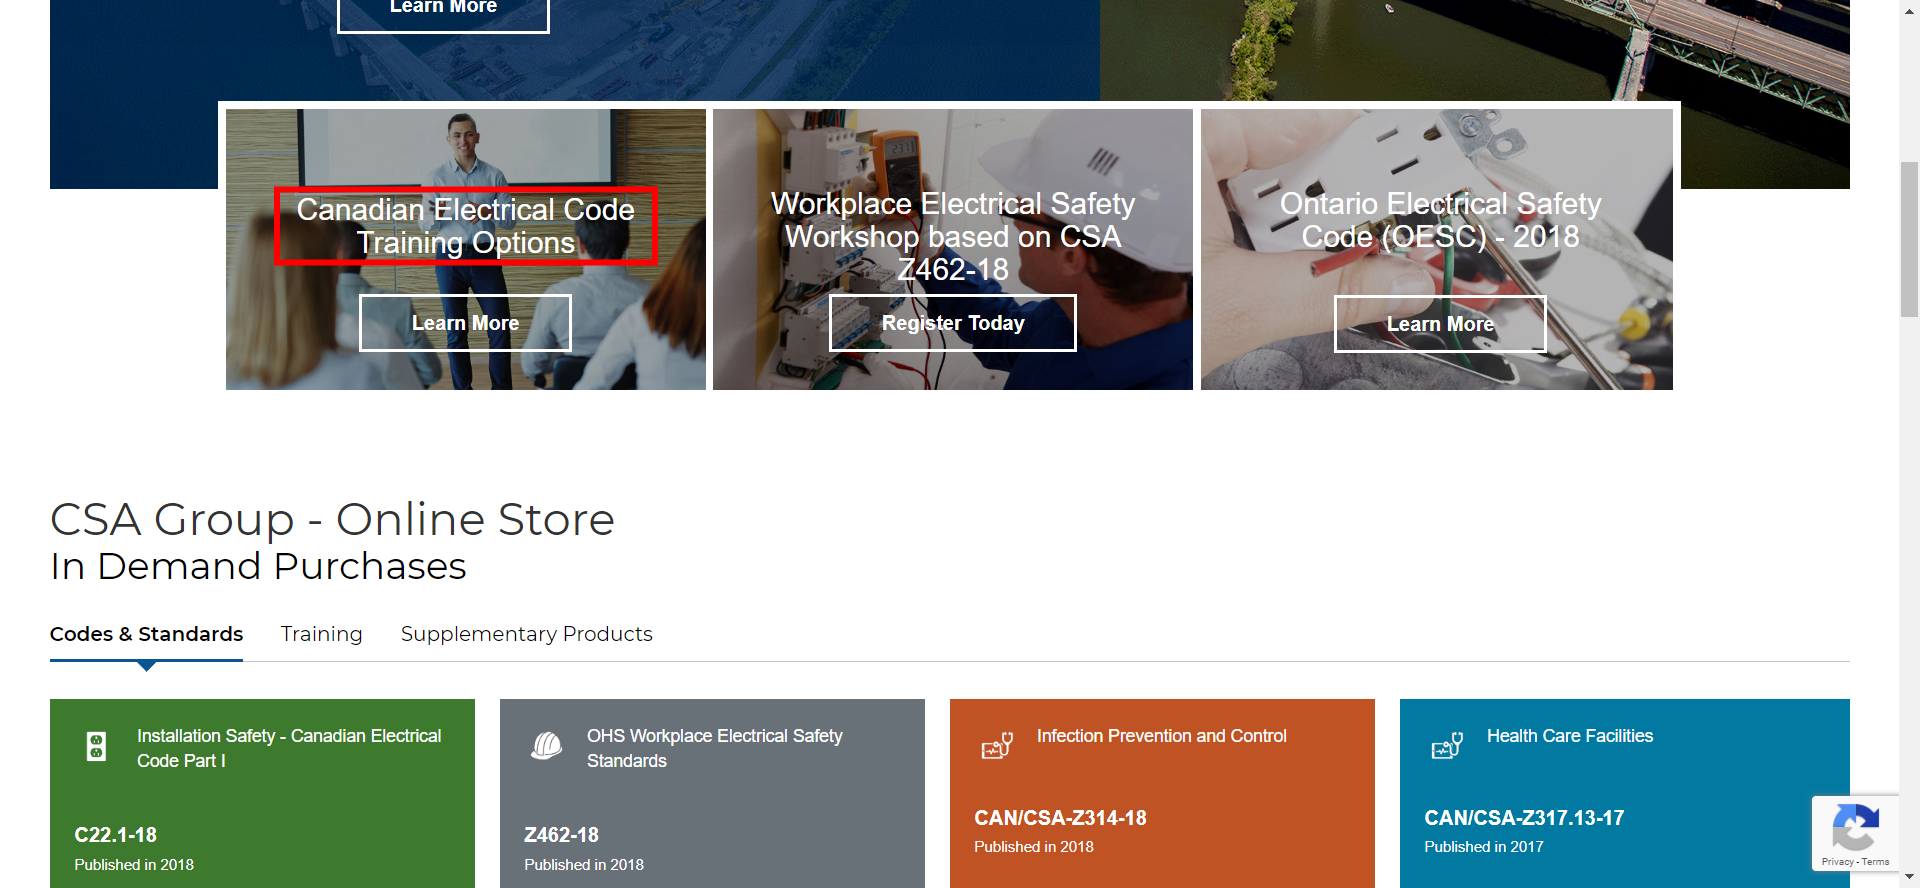 Learn More
Canadian Electrical Code
Training Options
Learn More
Workplace Electrical Safety
Workshop based on CSA
Z462-18
Register Today
Ontario Electrical Safety
Code (OESC) - 2018
Learn More
CSA Group - Online Store
In Demand Purchases
Codes & Standards
Training
Supplementary Products
Installation Safety - Canadian Electrical
Code Part I
C22.1-18
Published in 2018
OHS Workplace Electrical Safety
Standards
Z462-18
Published in 2018
Infection Prevention and Control
CAN/CSA-Z314-18
Published in 2018
Health Care Facilities
CAN/CSA-Z317.13-17
Published in 2017
Privacy - Terms